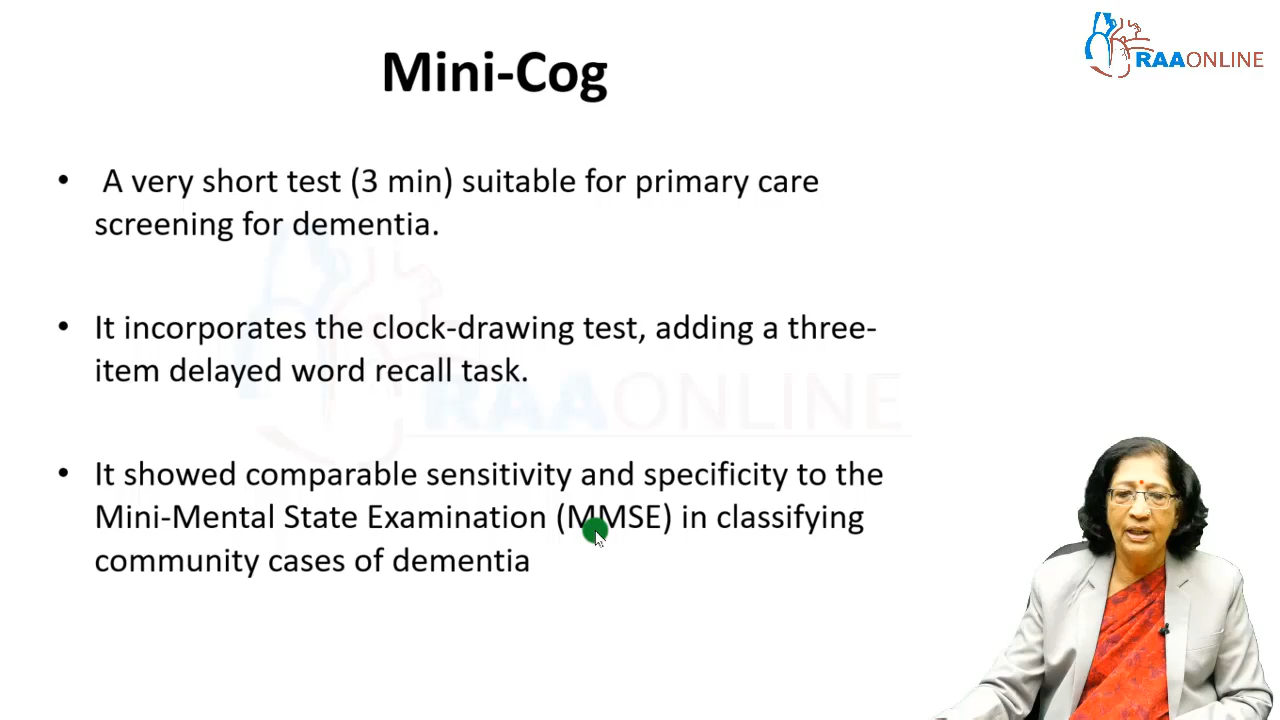 Mini-Cog
RAAONLINE
• A very short test (3 min) suitable for primary care
screening for dementia.
• It incorporates the clock-drawing test, adding a three-
item delayed word recall task.
RAAONLINE
• It showed comparable sensitivity and specificity to the
Mini-Mental State Examination (MMSE) in classifying
community cases of dementia